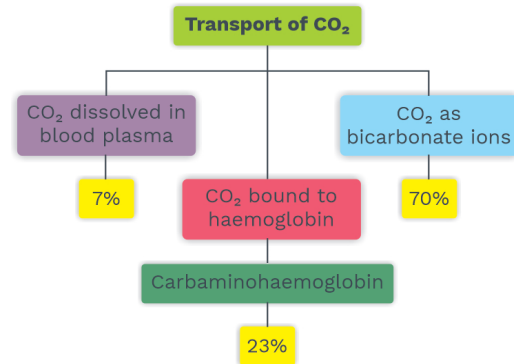 Transport of CO₂
CO₂ dissolved in
blood plasma
7%
CO₂ bound to
haemoglobin
Carbaminohaemoglobin
23%
CO₂ as
bicarbonate ions
70%